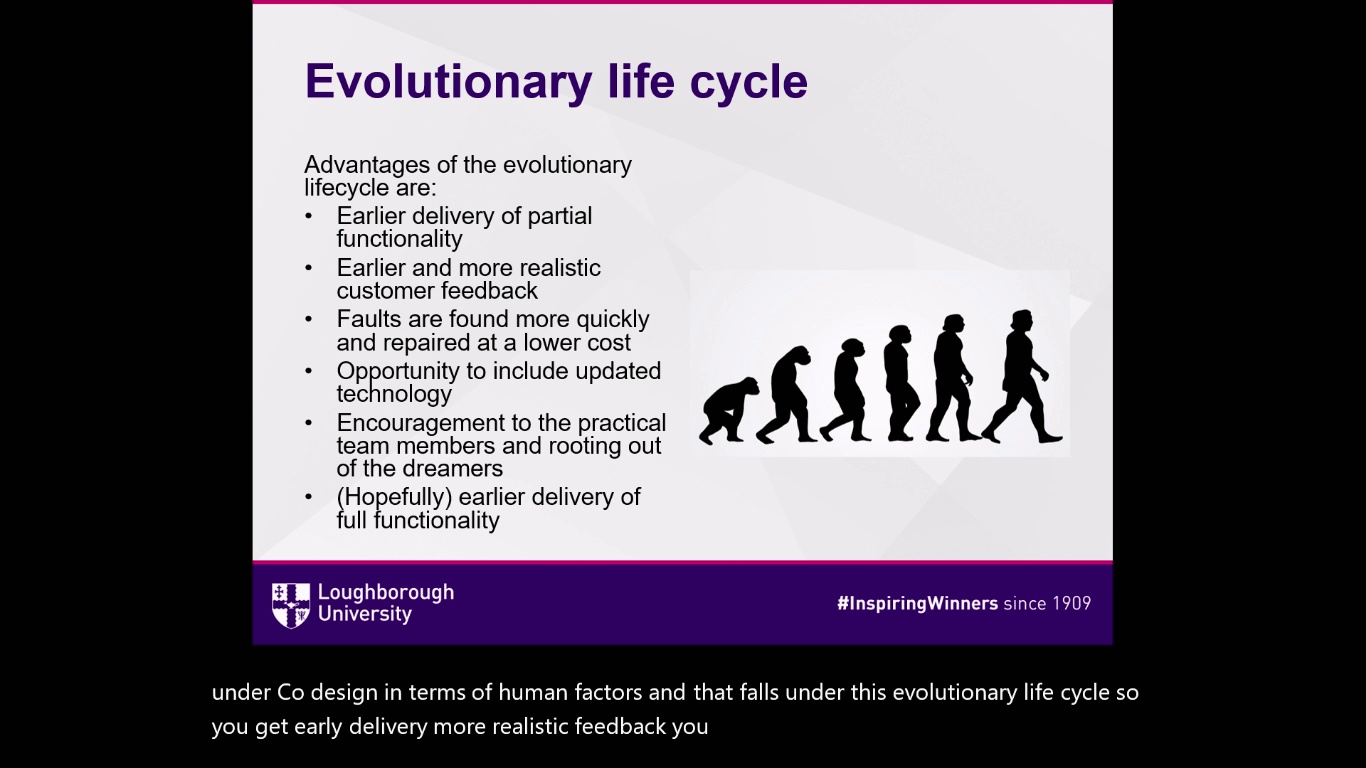 Evolutionary life cycle
Advantages of the evolutionary
lifecycle are:
• Earlier delivery of partial
functionality
• Earlier and more realistic
customer feedback
• Faults are found more quickly
and repaired at a lower cost
• Opportunity to include updated
technology
• Encouragement to the practical
team members and rooting out
of the dreamers
• (Hopefully) earlier delivery of
full functionality
Loughborough
University
#InspiringWinners since 1909
under Co design in terms of human factors and that falls under this evolutionary life cycle so
you get early delivery more realistic feedback you